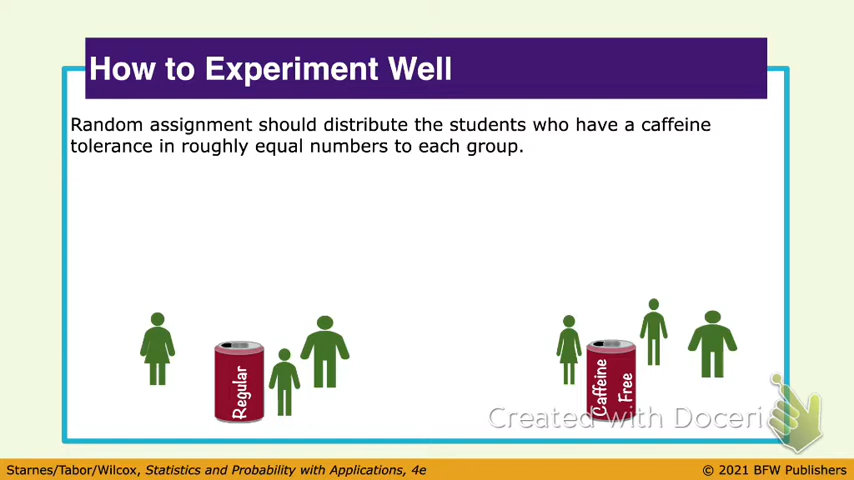 How to Experiment Well
Random assignment should distribute the students who have a caffeine
tolerance in roughly equal numbers to each group.
Regular
Caffeine
Free
Created with Doceri
Starnes/Tabor/Wilcox, Statistics and Probability with Applications, 4e
© 2021 BFW Publishers